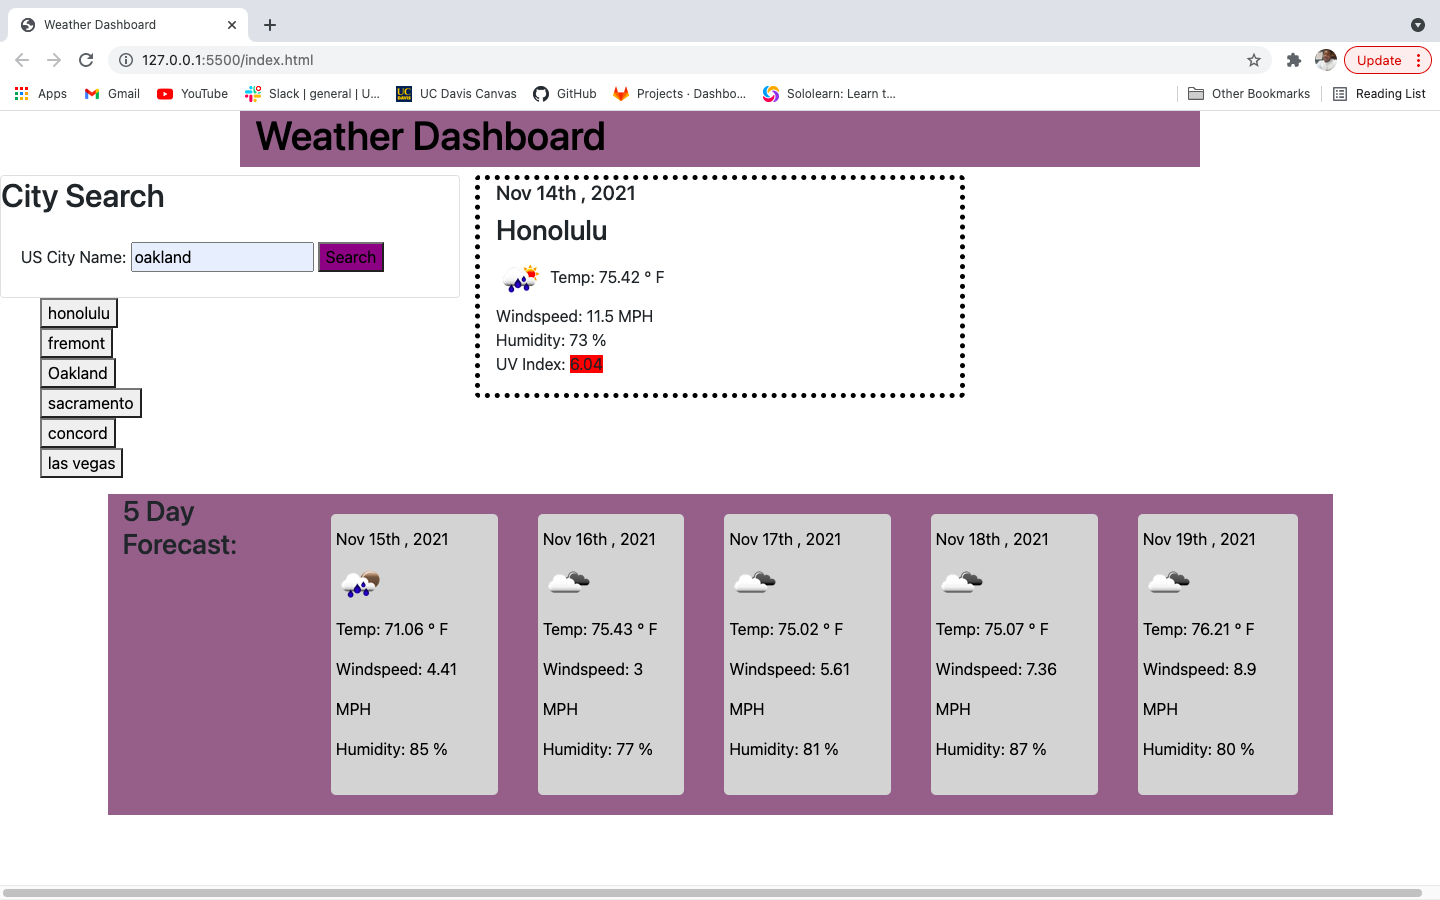 Weather Dashboard
127.0.0.1:5500/index.html
Update
Apps
Gmail
YouTube
Slack | general | U...
UC Davis Canvas
GitHub
Projects · Dashbo...
Sololearn: Learn t...
Other Bookmarks
Reading List
Weather Dashboard
City Search
US City Name: oakland Search
honolulu
fremont
Oakland
sacramento
concord
las vegas
Nov 14th , 2021
Honolulu
Temp: 75.42 ° F
Windspeed: 11.5 MPH
Humidity: 73 %
UV Index: 6.04
5 Day
Forecast:
Nov 15th , 2021
Temp: 71.06 ° F
Windspeed: 4.41
MPH
Humidity: 85 %
Nov 16th , 2021
Temp: 75.43 ° F
Windspeed: 3
MPH
Humidity: 77 %
Nov 17th , 2021
Temp: 75.02 ° F
Windspeed: 5.61
MPH
Humidity: 81 %
Nov 18th , 2021
Temp: 75.07 ° F
Windspeed: 7.36
MPH
Humidity: 87 %
Nov 19th , 2021
Temp: 76.21 ° F
Windspeed: 8.9
MPH
Humidity: 80 %